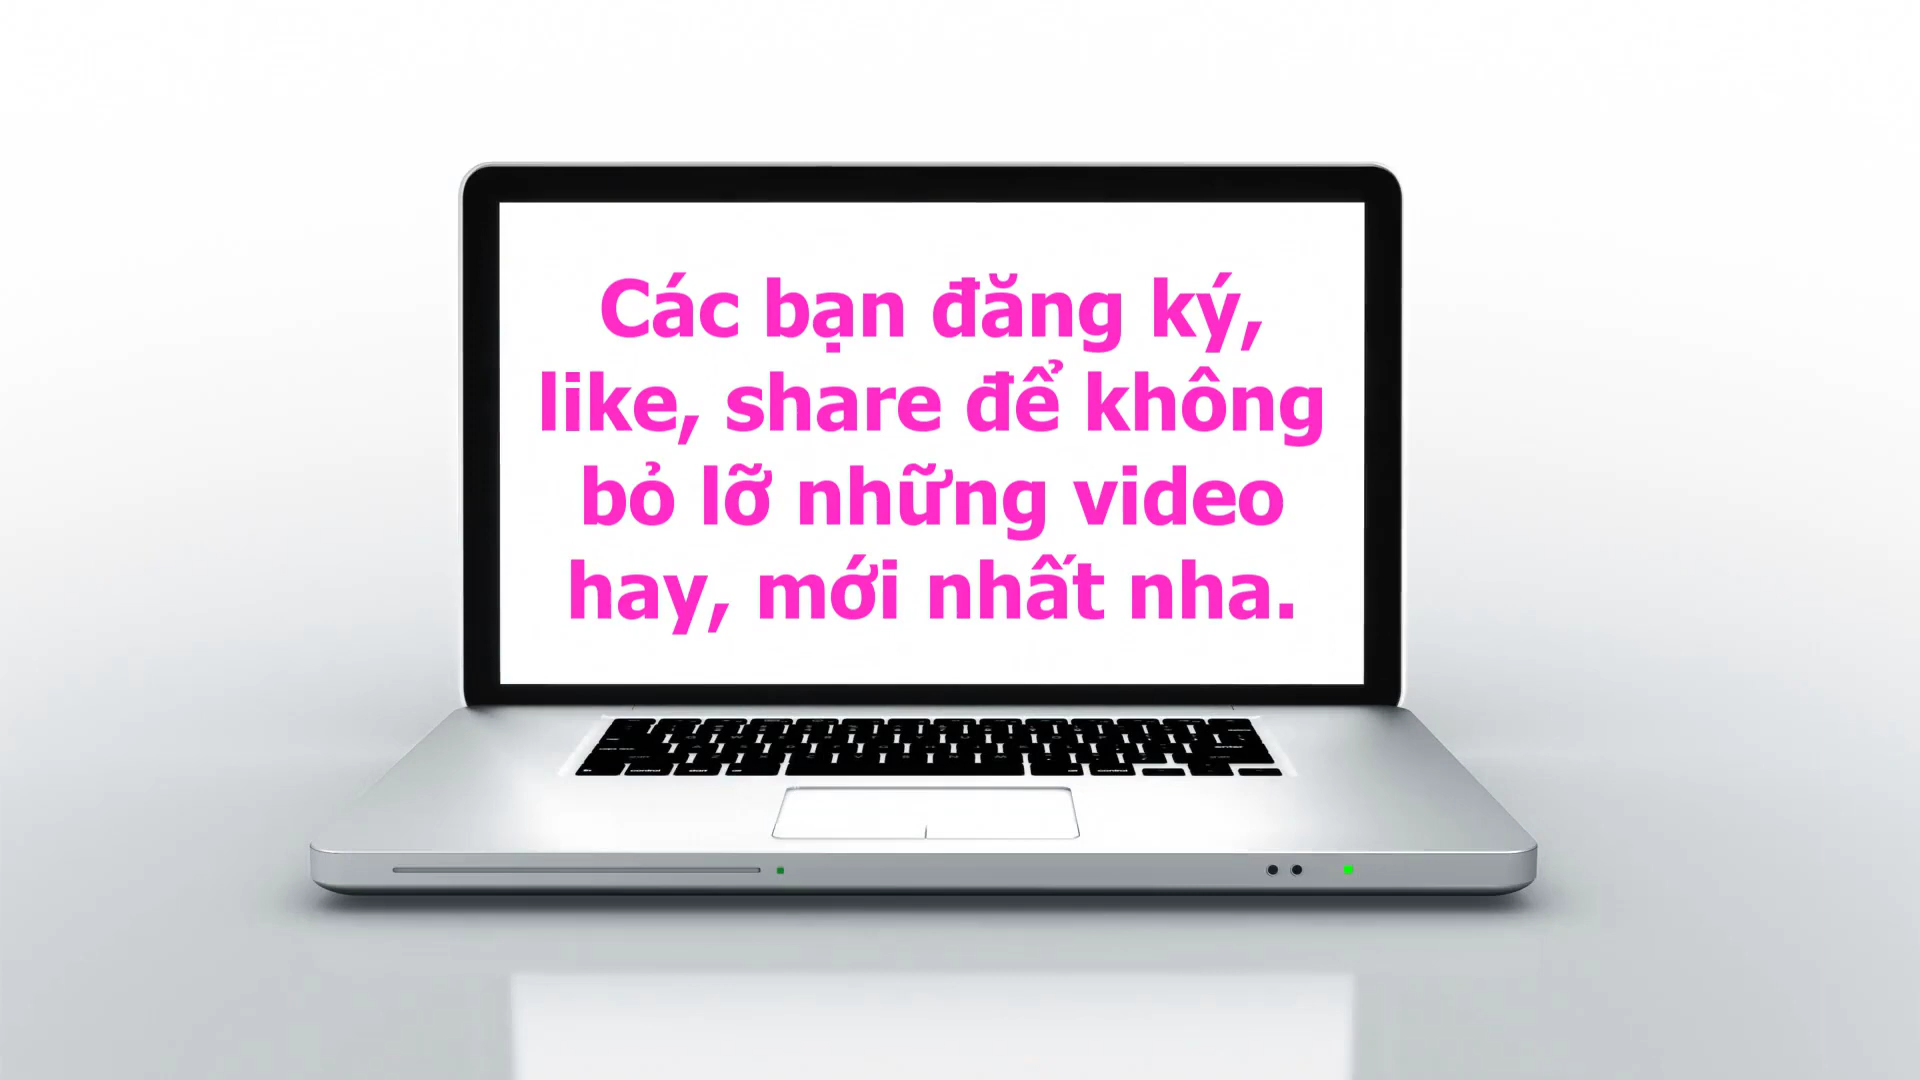 Các bạn đăng ký,
like, share để không
bỏ lỡ những video
hay, mới nhất nha.